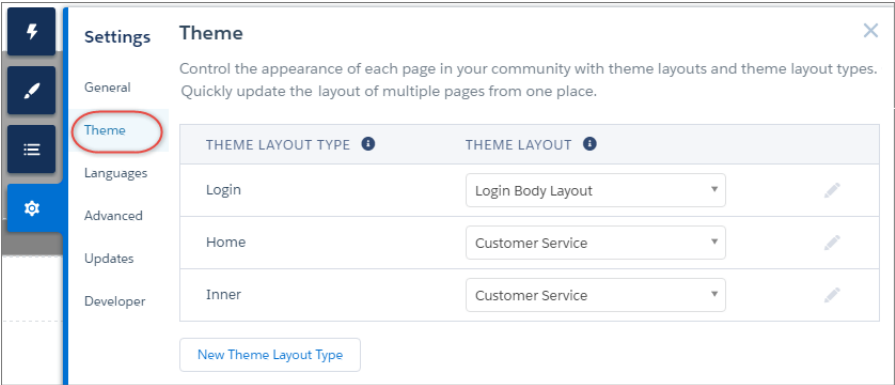 Settings
General
Theme
Languages
Advanced
Updates
Developer
Theme
Control the appearance of each page in your community with theme layouts and theme layout types.
Quickly update the layout of multiple pages from one place.
THEME LAYOUT TYPE THEME LAYOUT
Login Login Body Layout
Home Customer Service
Inner Customer Service
New Theme Layout Type